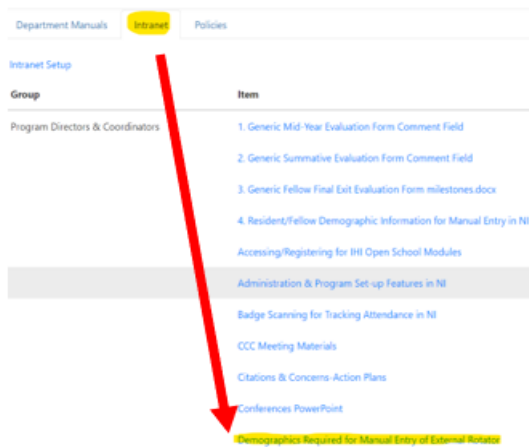 Department Manuals Intranet Policies
Intranet Setup
Group Item
Program Directors & Coordinators 1. Generic Mid-Year Evaluation Form Comment Field
2. Generic Summative Evaluation Form Comment Field
3. Generic Fellow Final Exit Evaluation Form milestones.docx
4. Resident/Fellow Demographic Information for Manual Entry in NI
Accessing/Registering for IHI Open School Modules
Administration & Program Set-up Features in NI
Badge Scanning for Tracking Attendance in NI
CCC Meeting Materials
Citations & Concerns-Action Plans
Conferences PowerPoint
Demographics Required for Manual Entry of External Rotator